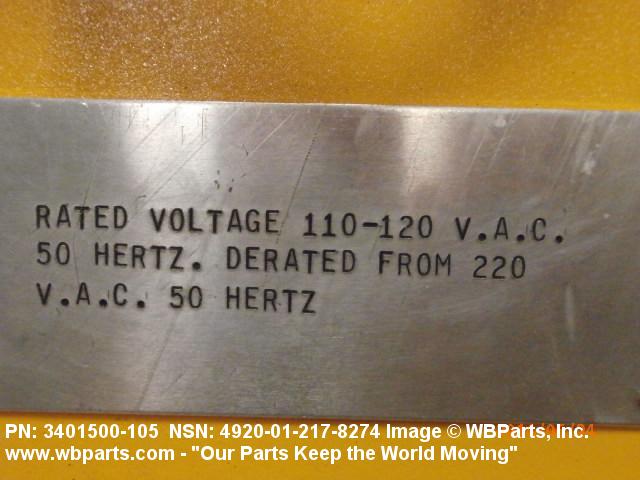 RATED VOLTAGE 110-120 V.A.C.
50 HERTZ. DERATED FROM 220
V.A.C. 50 HERTZ
PN: 3401500-105 NSN: 4920-01-217-8274 Image © WBParts, Inc.
www.wbparts.com - "Our Parts Keep the World Moving"